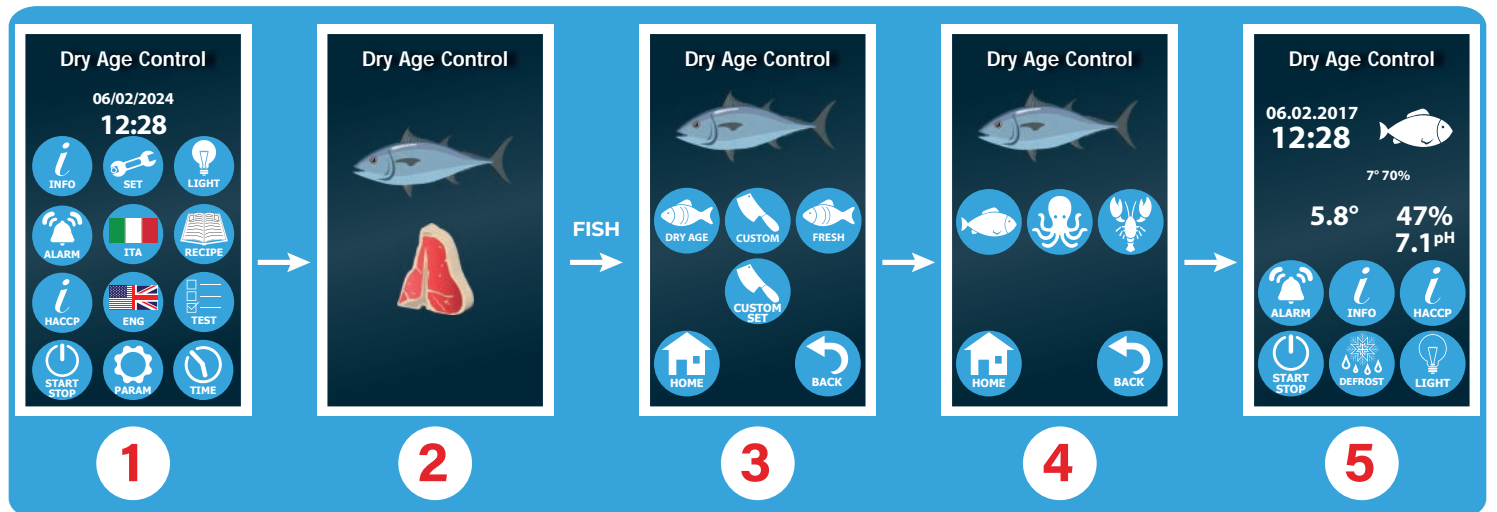 Dry Age Control
06/02/2024
12:28
INFO
SET
LIGHT
ALARM
ITA
RECIPE
HACCP
ENG
TEST
START
STOP
PARAM
TIME
1
Dry Age Control
2
FISH
Dry Age Control
DRY AGE
CUSTOM
FRESH
CUSTOM
SET
HOME
BACK
3
Dry Age Control
HOME
BACK
4
Dry Age Control
06.02.2017
12:28
7° 70%
5.8° 47%
7.1pH
ALARM
INFO
HACCP
START
STOP
DEFROST
LIGHT
5